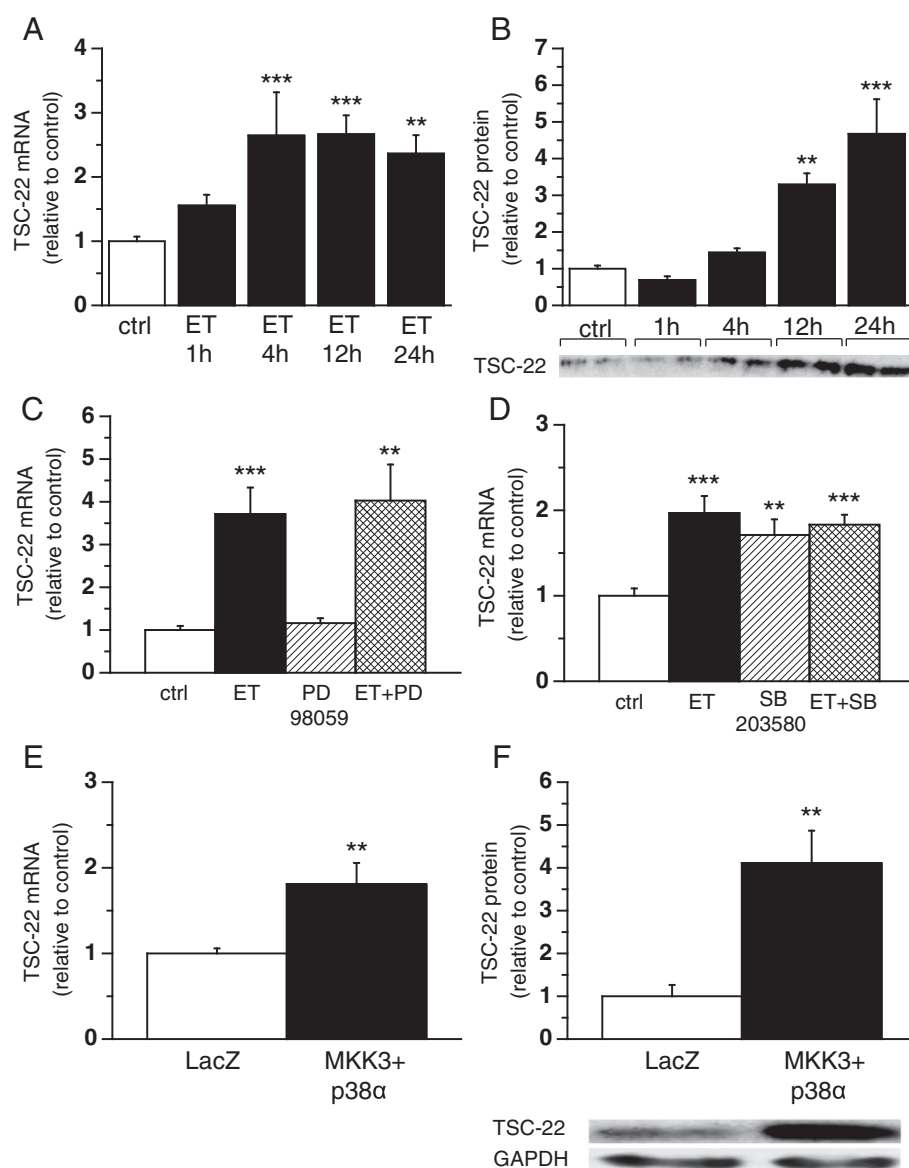 A
TSC-22 mRNA
(relative to control)
4
3
2
1
0
***
***
**
ctrl
ET
1h
ET
4h
ET
12h
ET
24h
B
TSC-22 protein
(relative to control)
7
6
5
4
3
2
1
0
**
***
ctrl
1h
4h
12h
24h
TSC-22
C
TSC-22 mRNA
(relative to control)
6
5
4
3
2
1
0
***
**
ctrl
ET
PD
98059
ET+PD
D
TSC-22 mRNA
(relative to control)
3
2
1
0
***
**
***
ctrl
ET
SB
203580
ET+SB
E
TSC-22 mRNA
(relative to control)
3
2
1
0
**
LacZ
MKK3+
p38α
F
TSC-22 protein
(relative to control)
6
5
4
3
2
1
0
**
LacZ
MKK3+
p38α
TSC-22
GAPDH